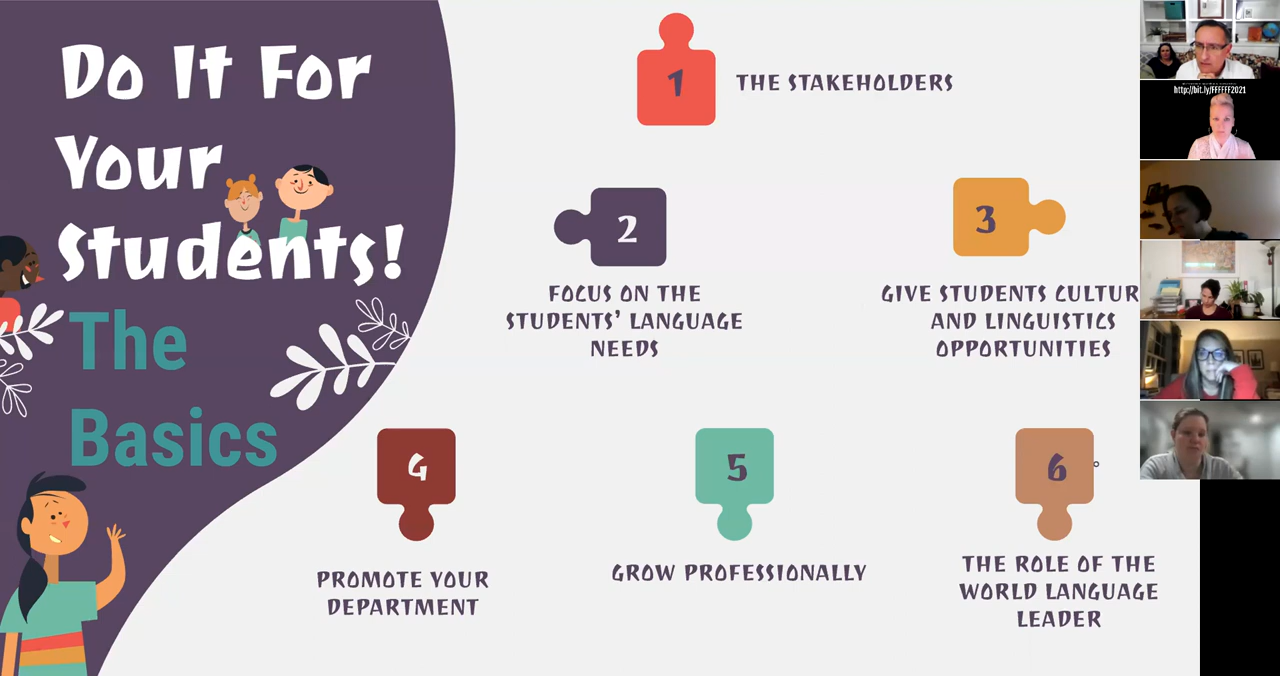 Do It For
Your
Students!
The
Basics
1
THE STAKEHOLDERS
2
FOCUS ON THE
STUDENTS' LANGUAGE
NEEDS
3
GIVE STUDENTS CULTUR
AND LINGUISTICS
OPPORTUNITIES
4
PROMOTE YOUR
DEPARTMENT
5
GROW PROFESSIONALLY
6
THE ROLE OF THE
WORLD LANGUAGE
LEADER
http://bit.ly/FFFFFF2021